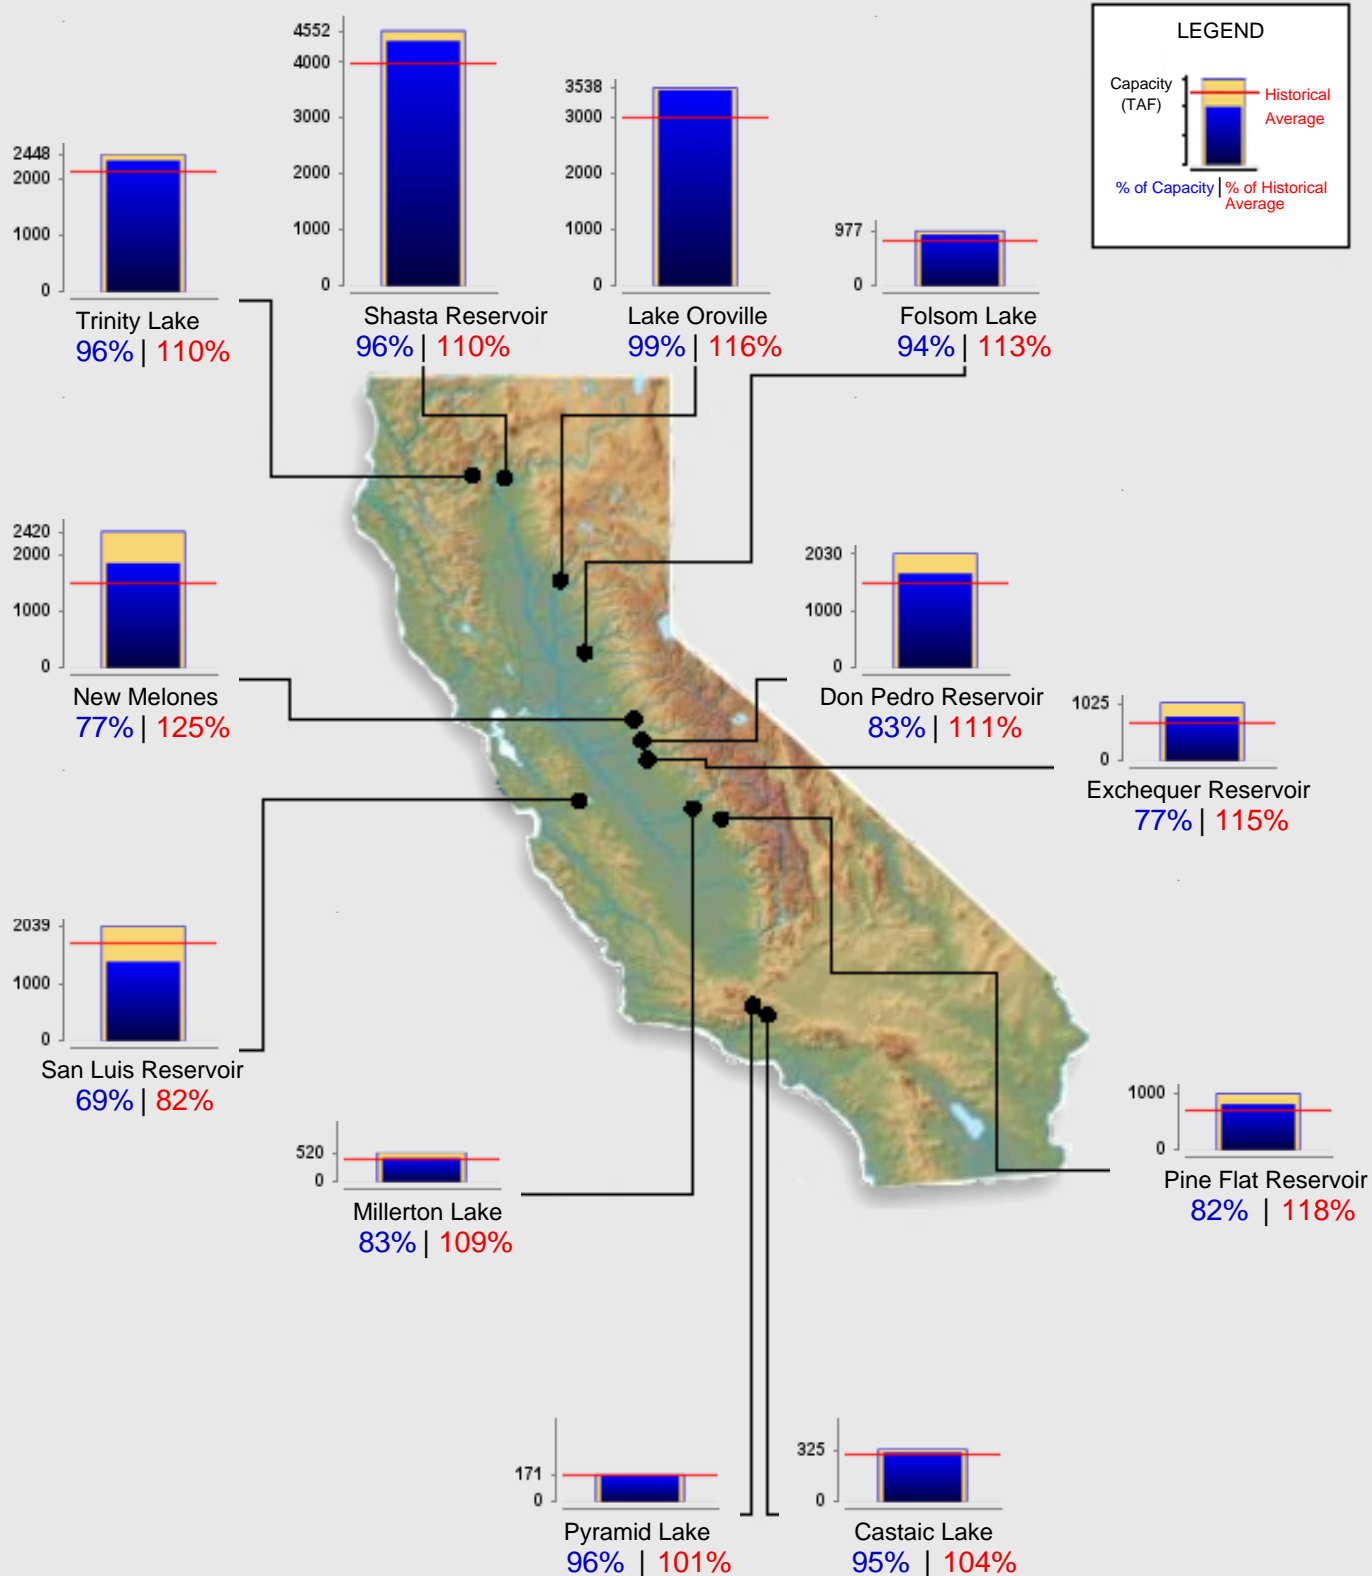 LEGEND
Capacity
(TAF)
Historical
Average
% of Capacity | % of Historical
Average
4552
4000
3000
2000
1000
0
Shasta Reservoir
96% | 110%
3538
3000
2000
1000
0
Lake Oroville
99% | 116%
2448
2000
1000
0
Trinity Lake
96% | 110%
977
0
Folsom Lake
94% | 113%
2420
2000
1000
0
New Melones
77% | 125%
2030
1000
0
Don Pedro Reservoir
83% | 111%
1025
0
Exchequer Reservoir
77% | 115%
2039
1000
0
San Luis Reservoir
69% | 82%
520
0
Millerton Lake
83% | 109%
1000
0
Pine Flat Reservoir
82% | 118%
171
0
Pyramid Lake
96% | 101%
325
0
Castaic Lake
95% | 104%